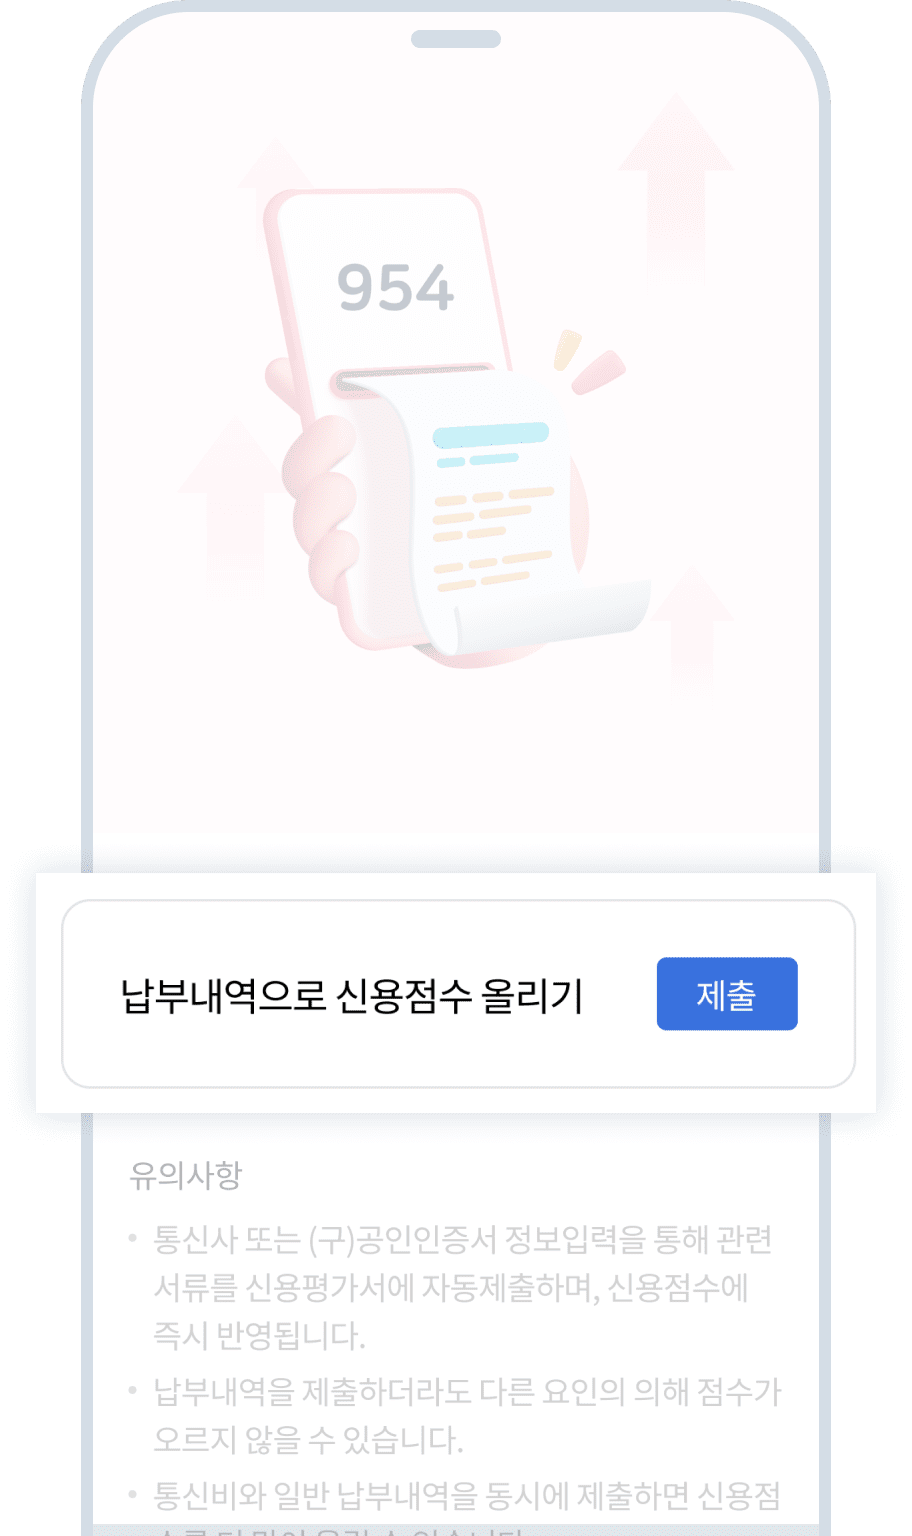 954
납부내역으로 신용점수 올리기
제출
유의사항
• 통신사 또는 (구)공인인증서 정보입력을 통해 관련
서류를 신용평가서에 자동제출하며, 신용점수에
즉시 반영됩니다.
• 납부내역을 제출하더라도 다른 요인의 의해 점수가
오르지 않을 수 있습니다.
• 통신비와 일반 납부내역을 동시에 제출하면 신용점